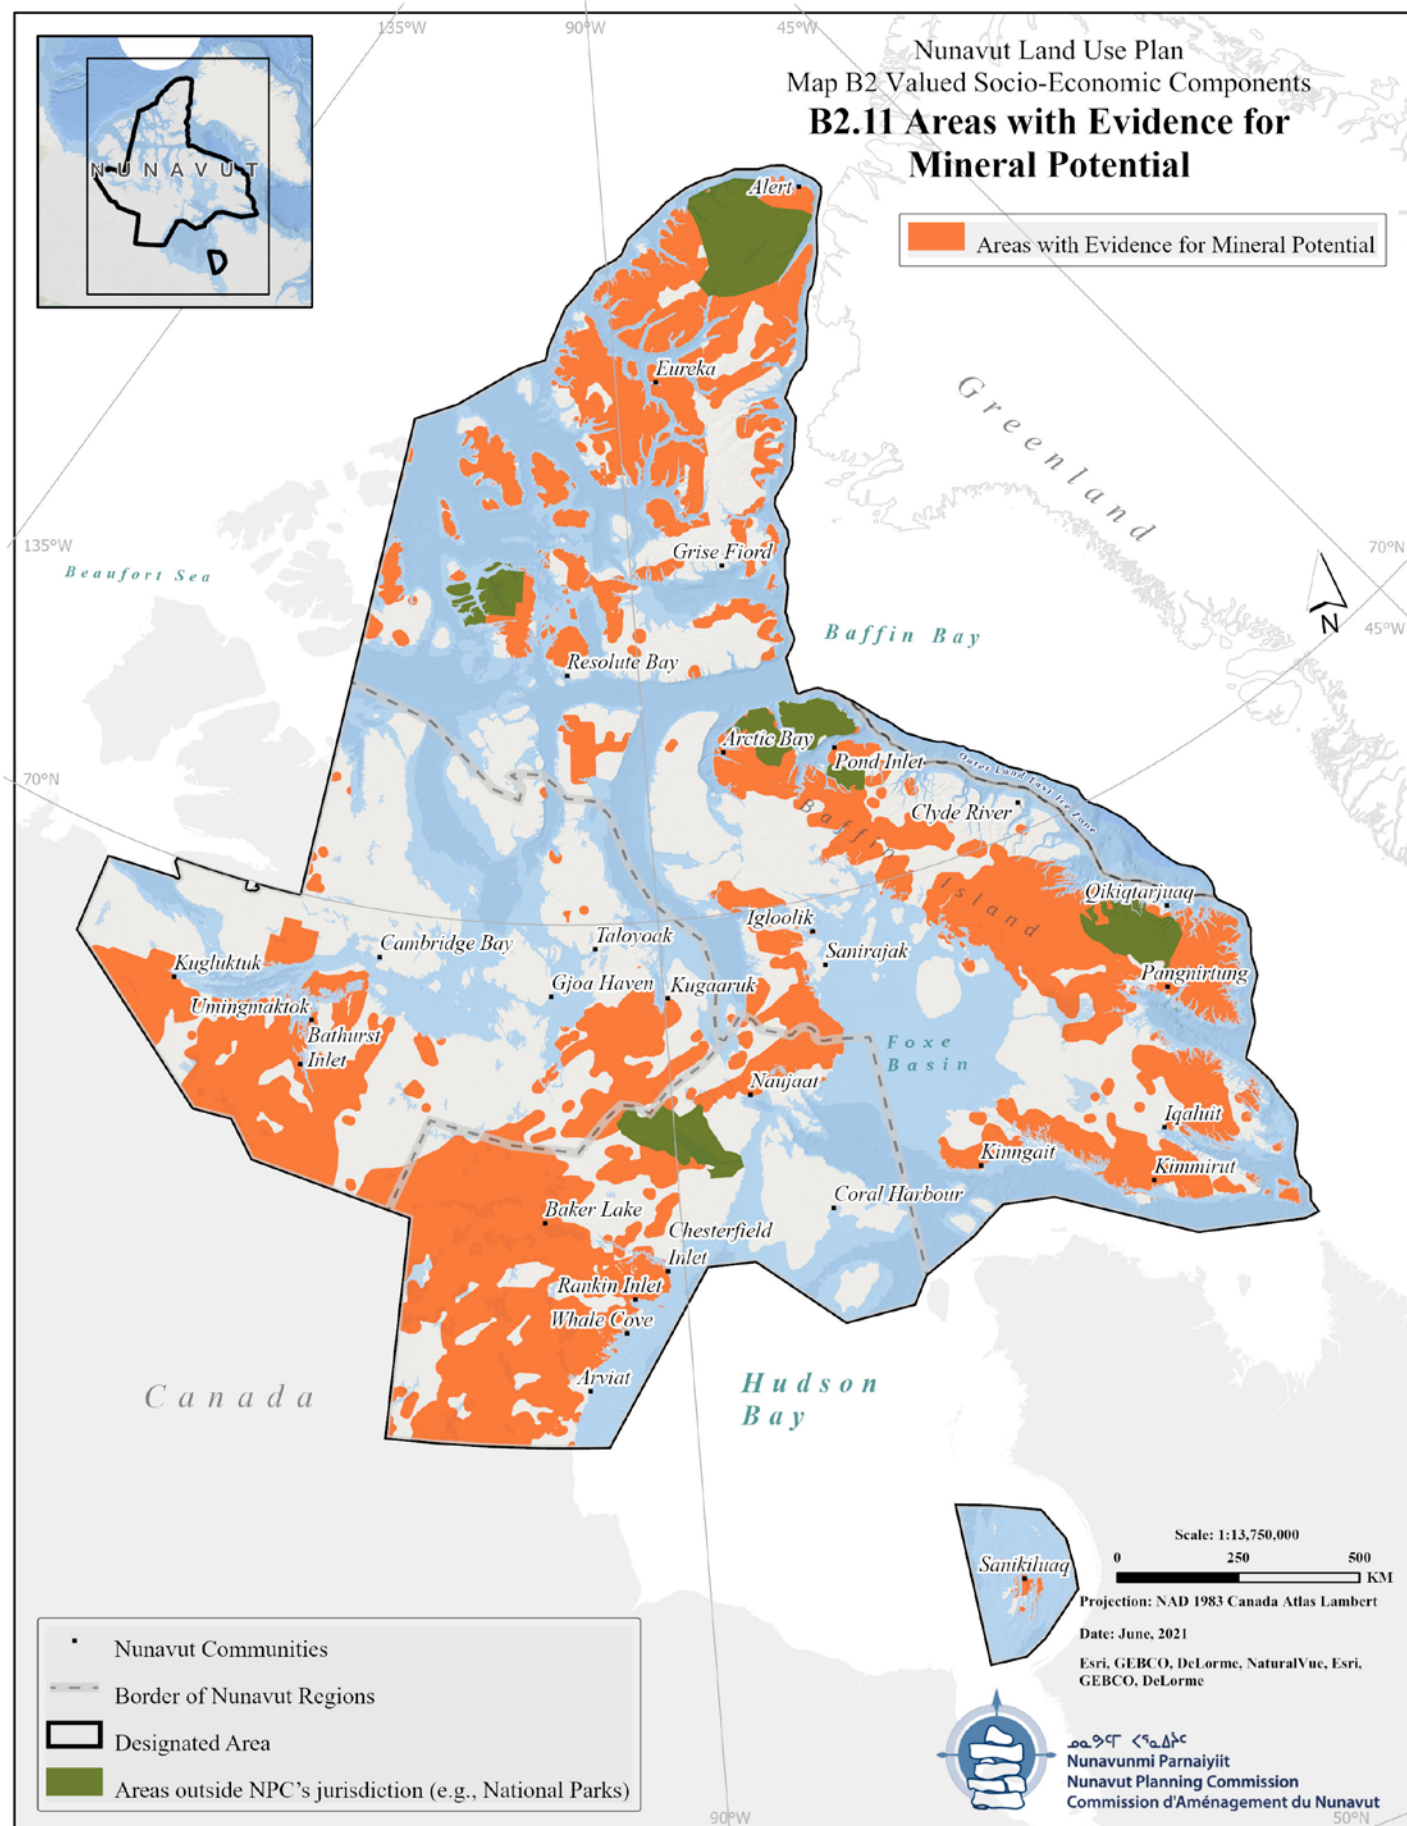 135°W
90°W
45°W
Nunavut Land Use Plan
Map B2 Valued Socio-Economic Components
B2.11 Areas with Evidence for
Mineral Potential
NUNAVUT
Areas with Evidence for Mineral Potential
Alert
Eureka
Greenland
135°W
Beaufort Sea
Grise Fiord
70°N
45°W
N
Baffin Bay
Resolute Bay
Arctic Bay
Pond Inlet
Outer Land Fast Ice Zone
70°N
Clyde River
Baffin
Island
Qikiqtarjuaq
Igloolik
Cambridge Bay
Taloyoak
Sanirajak
Kugluktuk
Pangnirtung
Gjoa Haven
Kugaaruk
Umingmaktok
Bathurst
Inlet
Foxe
Basin
Naujaat
Iqaluit
Kinngait
Kimmirut
Coral Harbour
Baker Lake
Chesterfield
Inlet
Rankin Inlet
Whale Cove
Arviat
Canada
Hudson
Bay
Sanikiluaq
Scale: 1:13,750,000
0 250 500
KM
Projection: NAD 1983 Canada Atlas Lambert
Date: June, 2021
Esri, GEBCO, DeLorme, NaturalVue, Esri,
GEBCO, DeLorme
Nunavut Communities
Border of Nunavut Regions
Designated Area
Areas outside NPC's jurisdiction (e.g., National Parks)
ᓄᓇᕗᒻᒥ ᐸᕐᓇᐃᔩᑦ
Nunavunmi Parnaiyiit
Nunavut Planning Commission
Commission d'Aménagement du Nunavut
90°W
50°N